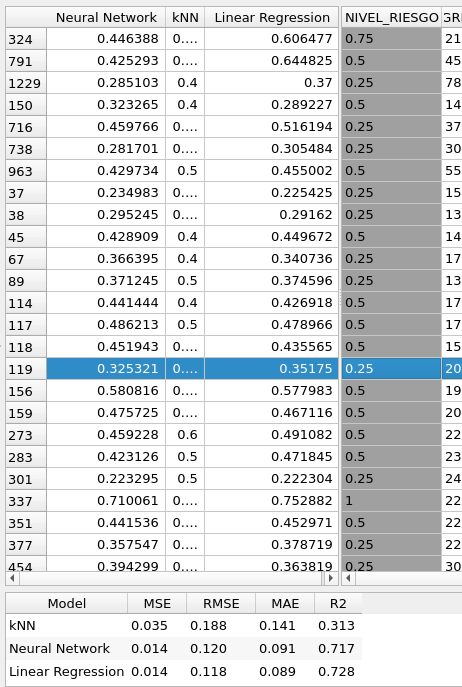 Neural Network kNN Linear Regression NIVEL_RIESGO
324 0.446388 0.... 0.606477 0.75 21
791 0.425293 0.... 0.644825 0.5 45
1229 0.285103 0.4 0.37 0.25 78
150 0.323265 0.4 0.289227 0.5 14
716 0.459766 0.... 0.516194 0.25 37
738 0.281701 0.... 0.305484 0.25 30
963 0.429734 0.5 0.455002 0.5 55
37 0.234983 0.... 0.225425 0.25 15
38 0.295245 0.... 0.29162 0.25 13
45 0.428909 0.4 0.449672 0.5 14
67 0.366395 0.4 0.340736 0.25 17
89 0.371245 0.5 0.374596 0.25 13
114 0.441444 0.4 0.426918 0.5 17
117 0.486213 0.5 0.478966 0.5 17
118 0.451943 0.... 0.435565 0.5 15
119 0.325321 0.... 0.35175 0.25 20
156 0.580816 0.... 0.577983 0.5 19
159 0.475725 0.... 0.467116 0.5 20
273 0.459228 0.6 0.491082 0.5 22
283 0.423126 0.5 0.471845 0.5 23
301 0.223295 0.5 0.222304 0.25 24
337 0.710061 0.... 0.752882 1 22
351 0.441536 0.... 0.452971 0.5 22
377 0.357547 0.... 0.378719 0.25 22
454 0.394299 0.... 0.363819 0.25 30
Model MSE RMSE MAE R2
kNN 0.035 0.188 0.141 0.313
Neural Network 0.014 0.120 0.091 0.717
Linear Regression 0.014 0.118 0.089 0.728